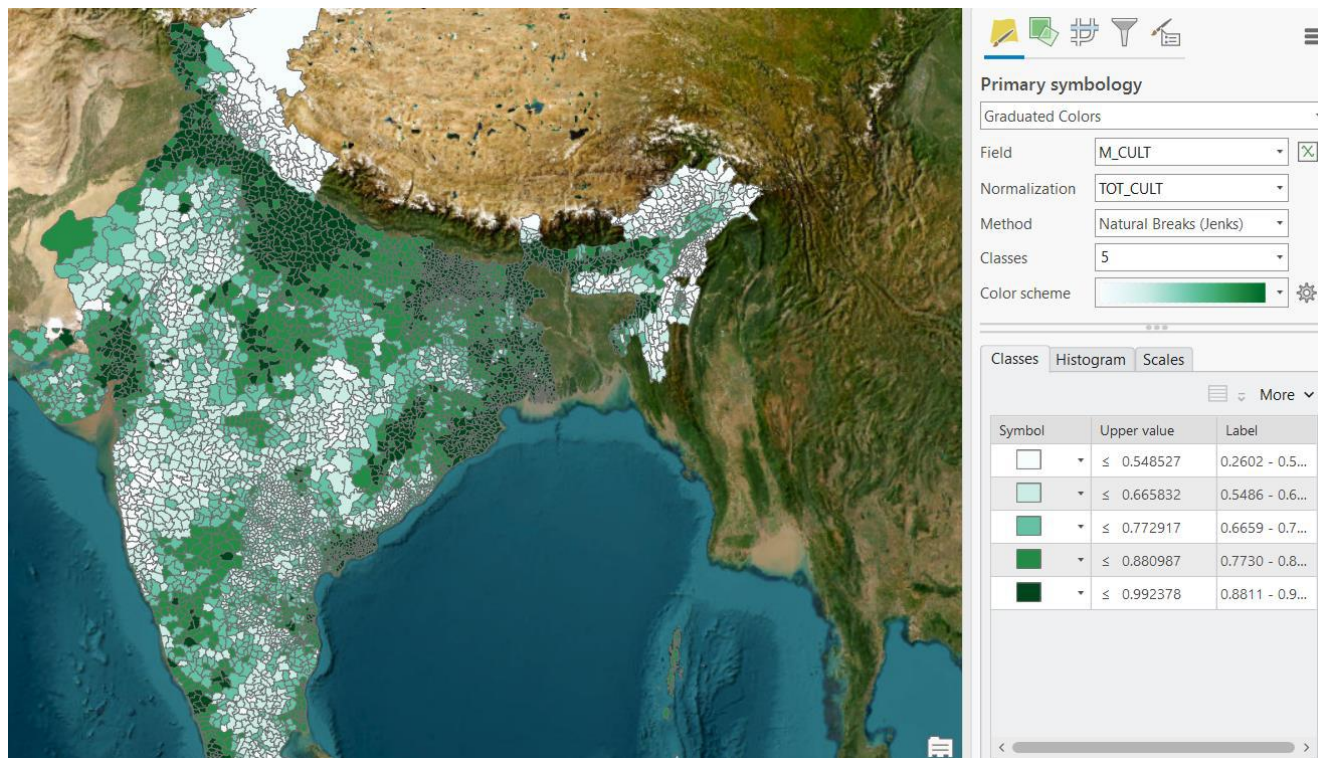 Primary symbology
Graduated Colors
Field M_CULT
Normalization TOT_CULT
Method Natural Breaks (Jenks)
Classes 5
Color scheme
Classes Histogram Scales
More
Symbol Upper value Label
≤ 0.548527 0.2602 - 0.5...
≤ 0.665832 0.5486 - 0.6...
≤ 0.772917 0.6659 - 0.7...
≤ 0.880987 0.7730 - 0.8...
≤ 0.992378 0.8811 - 0.9...